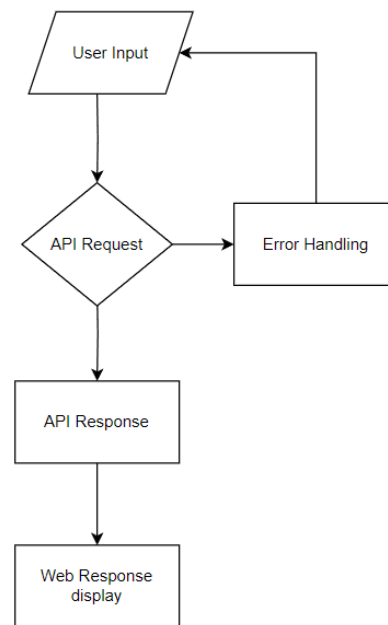 User Input
API Request
Error Handling
API Response
Web Response
display